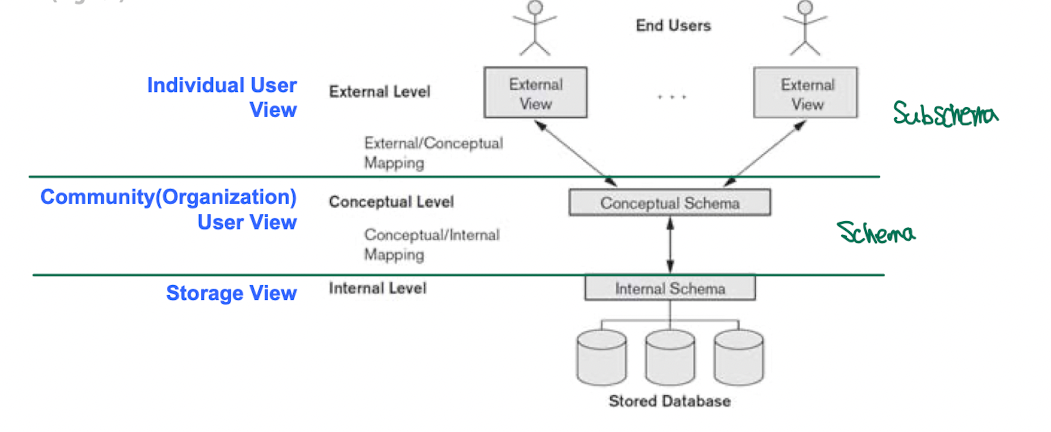 End Users
Individual User
View
External Level
External
View
. . .
External
View
Subschema
External/Conceptual
Mapping
Community(Organization)
User View
Conceptual Level
Conceptual Schema
Conceptual/Internal
Mapping
Schema
Storage View
Internal Level
Internal Schema
Stored Database